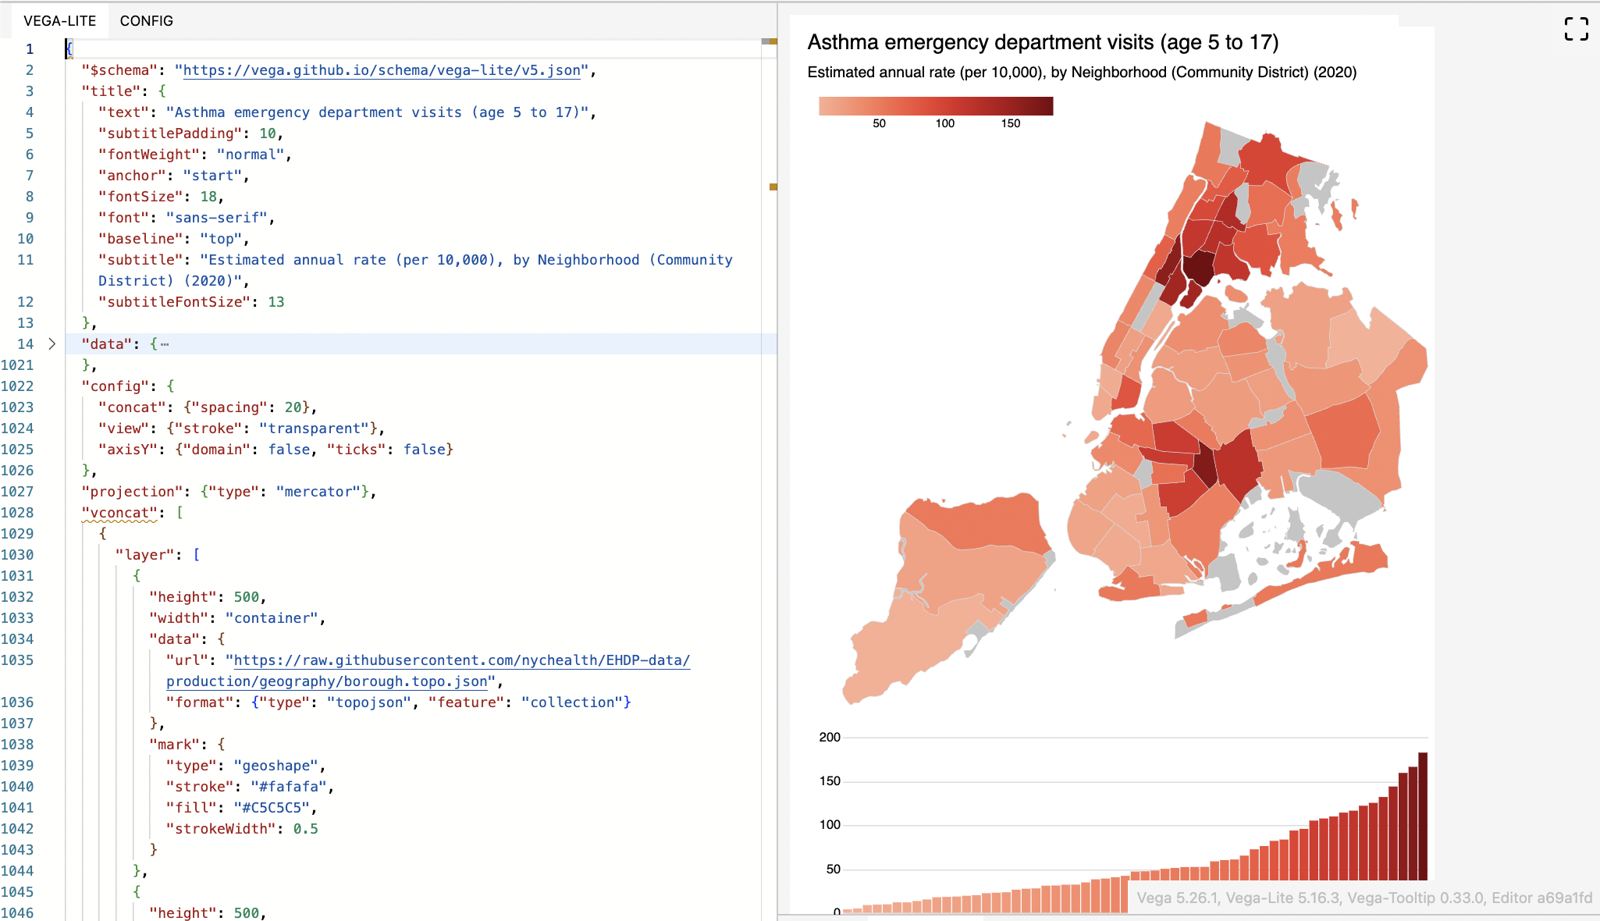 VEGA-LITE CONFIG
1 {
2 "$schema": "https://vega.github.io/schema/vega-lite/v5.json",
3 "title": {
4 "text": "Asthma emergency department visits (age 5 to 17)",
5 "subtitlePadding": 10,
6 "fontWeight": "normal",
7 "anchor": "start",
8 "fontSize": 18,
9 "font": "sans-serif",
10 "baseline": "top",
11 "subtitle": "Estimated annual rate (per 10,000), by Neighborhood (Community
District) (2020)",
12 "subtitleFontSize": 13
13 },
14 "data": {⋯
1021 },
1022 "config": {
1023 "concat": {"spacing": 20},
1024 "view": {"stroke": "transparent"},
1025 "axisY": {"domain": false, "ticks": false}
1026 },
1027 "projection": {"type": "mercator"},
1028 "vconcat": [
1029 {
1030 "layer": [
1031 {
1032 "height": 500,
1033 "width": "container",
1034 "data": {
1035 "url": "https://raw.githubusercontent.com/nychealth/EHDP-data/
production/geography/borough.topo.json",
1036 "format": {"type": "topojson", "feature": "collection"}
1037 },
1038 "mark": {
1039 "type": "geoshape",
1040 "stroke": "#fafafa",
1041 "fill": "#C5C5C5",
1042 "strokeWidth": 0.5
1043 }
1044 },
1045 {
1046 "height": 500,
Asthma emergency department visits (age 5 to 17)
Estimated annual rate (per 10,000), by Neighborhood (Community District) (2020)
50 100 150
200
150
100
50
0
Vega 5.26.1, Vega-Lite 5.16.3, Vega-Tooltip 0.33.0, Editor a69a1fd